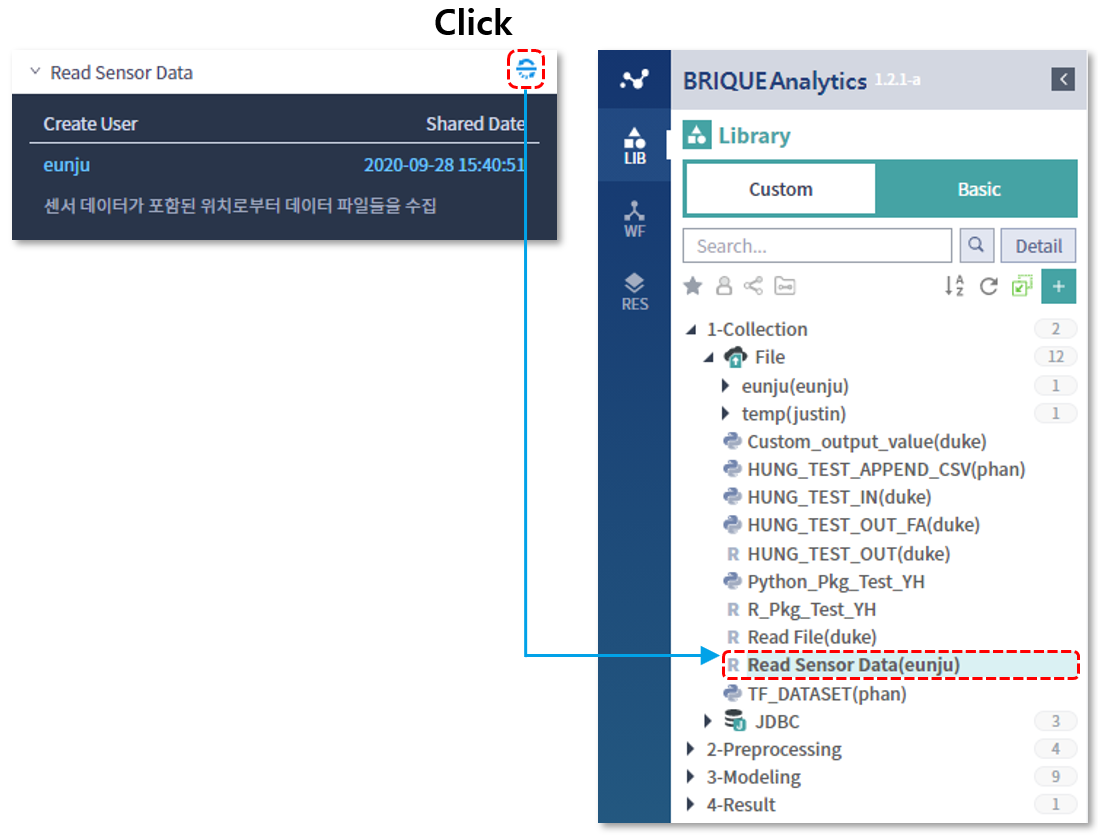 Click
Read Sensor Data
Create User Shared Date
eunju 2020-09-28 15:40:51
센서 데이터가 포함된 위치로부터 데이터 파일들을 수집
BRIQUE Analytics 1.2.1-a
LIB
WF
RES
Library
Custom Basic
Search... Detail
A
Z
+
1-Collection 2
File 12
eunju(eunju) 1
temp(justin) 1
Custom_output_value(duke)
HUNG_TEST_APPEND_CSV(phan)
HUNG_TEST_IN(duke)
HUNG_TEST_OUT_FA(duke)
R HUNG_TEST_OUT(duke)
Python_Pkg_Test_YH
R R_Pkg_Test_YH
R Read File(duke)
R Read Sensor Data(eunju)
TF_DATASET(phan)
J JDBC 3
2-Preprocessing 4
3-Modeling 9
4-Result 1